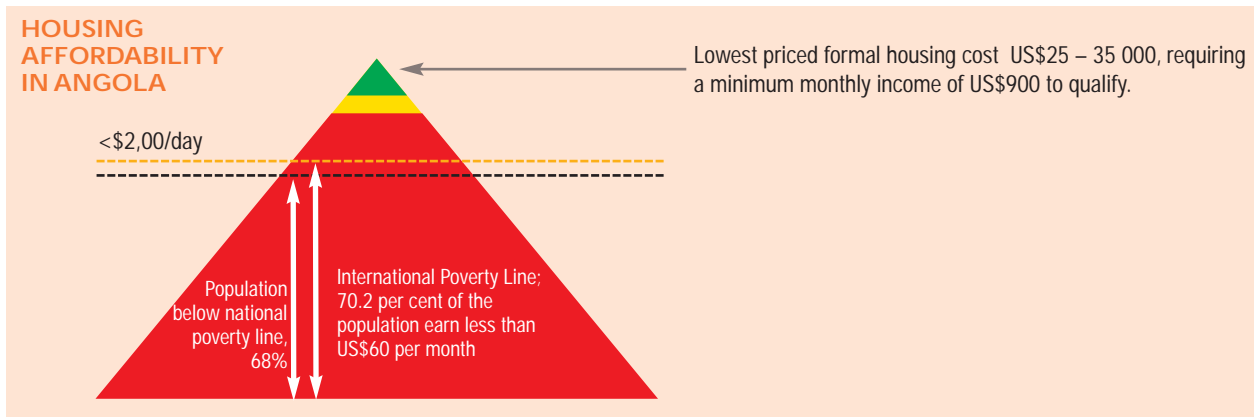 HOUSING
AFFORDABILITY
IN ANGOLA
Lowest priced formal housing cost US$25 – 35 000, requiring
a minimum monthly income of US$900 to qualify.
<$2,00/day
Population
below national
poverty line,
68%
International Poverty Line;
70.2 per cent of the
population earn less than
US$60 per month